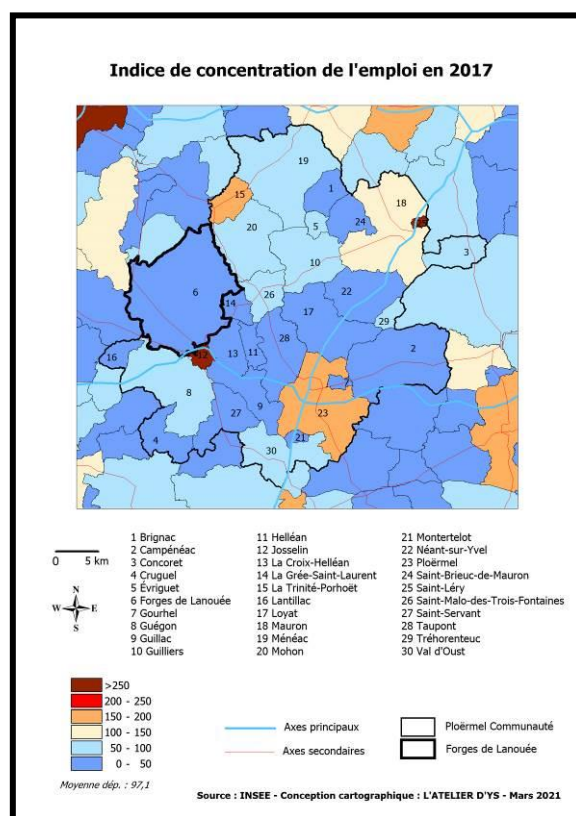 Indice de concentration de l'emploi en 2017
19
1
15
18
24
25
20
5
3
10
6
26
22
14
17
29
28
2
12
13
11
16
8
27
9
23
4
21
30
0 5 km
N
W E
S
1 Brignac
2 Campénéac
3 Concoret
4 Cruguel
5 Évriguet
6 Forges de Lanouée
7 Gourhel
8 Guégon
9 Guillac
10 Guilliers
11 Helléan
12 Josselin
13 La Croix-Helléan
14 La Grée-Saint-Laurent
15 La Trinité-Porhoët
16 Lantillac
17 Loyat
18 Mauron
19 Ménéac
20 Mohon
21 Montertelot
22 Néant-sur-Yvel
23 Ploërmel
24 Saint-Brieuc-de-Mauron
25 Saint-Léry
26 Saint-Malo-des-Trois-Fontaines
27 Saint-Servant
28 Taupont
29 Tréhorenteuc
30 Val d'Oust
>250
200 - 250
150 - 200
100 - 150
50 - 100
0 - 50
Moyenne dép. : 97,1
Axes principaux
Axes secondaires
Ploërmel Communauté
Forges de Lanouée
Source : INSEE - Conception cartographique : L'ATELIER D'YS - Mars 2021